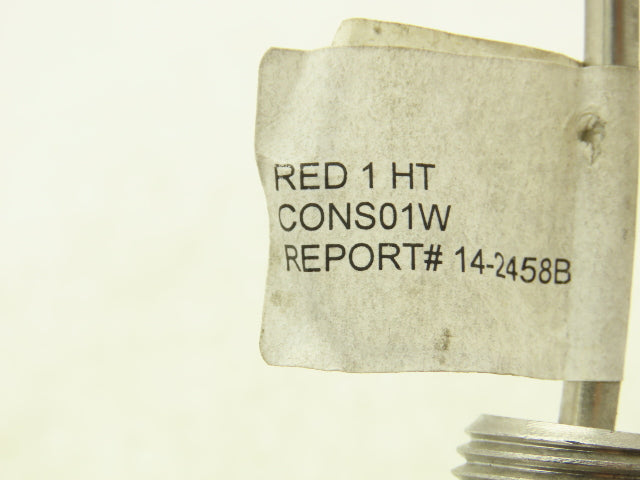 RED 1 HT
CONS01W
REPORT# 14-2458B